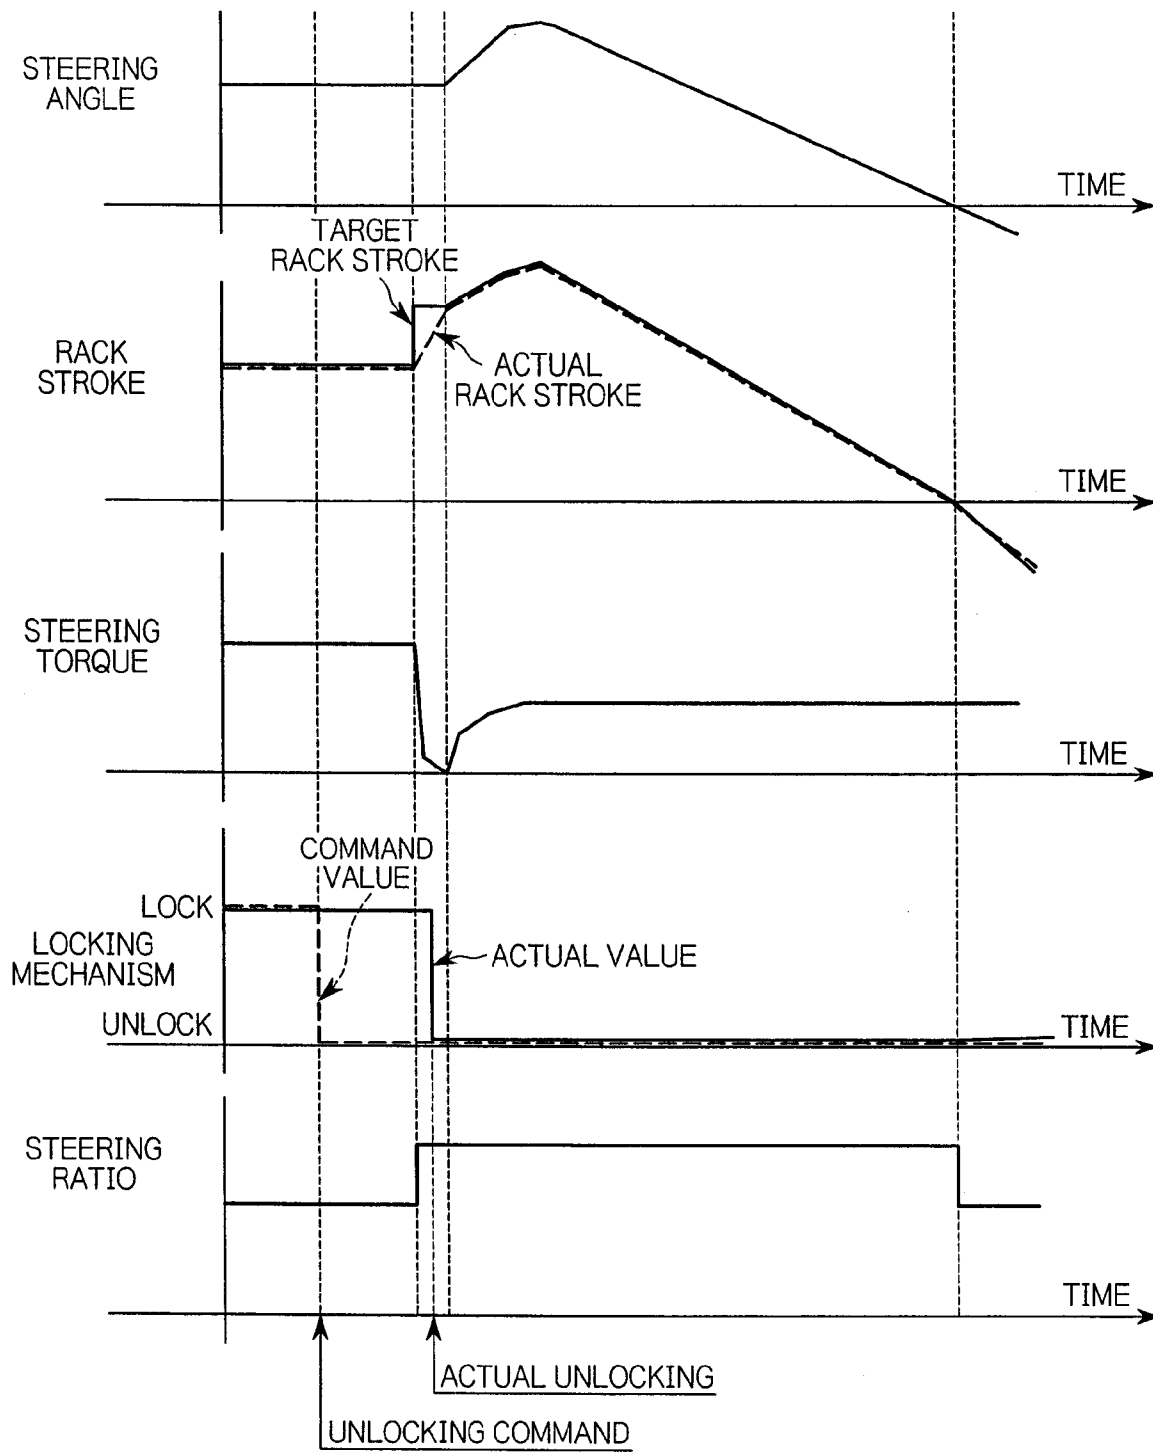 STEERING
ANGLE
TIME
TARGET
RACK STROKE
RACK
STROKE
ACTUAL
RACK STROKE
TIME
STEERING
TORQUE
TIME
COMMAND
VALUE
LOCK
LOCKING
MECHANISM
ACTUAL VALUE
UNLOCK
TIME
STEERING
RATIO
TIME
ACTUAL UNLOCKING
UNLOCKING COMMAND